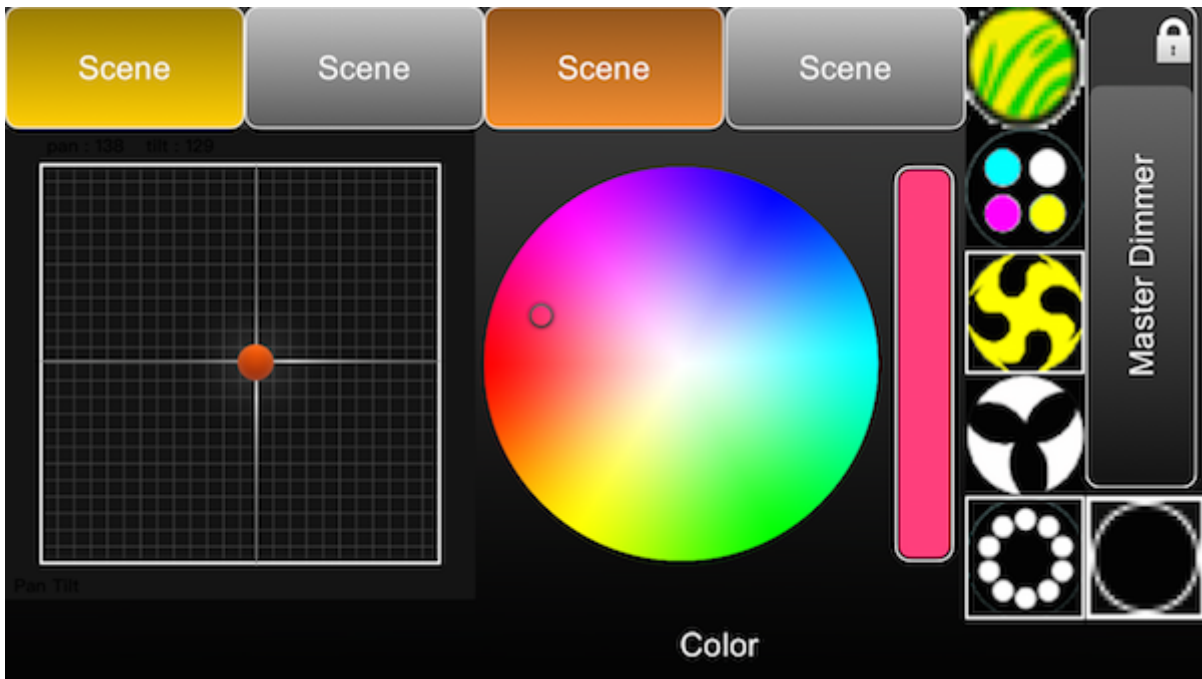 Scene
Scene
Scene
Scene
pan : 138 tilt : 129
Master Dimmer
Pan Tilt
Color